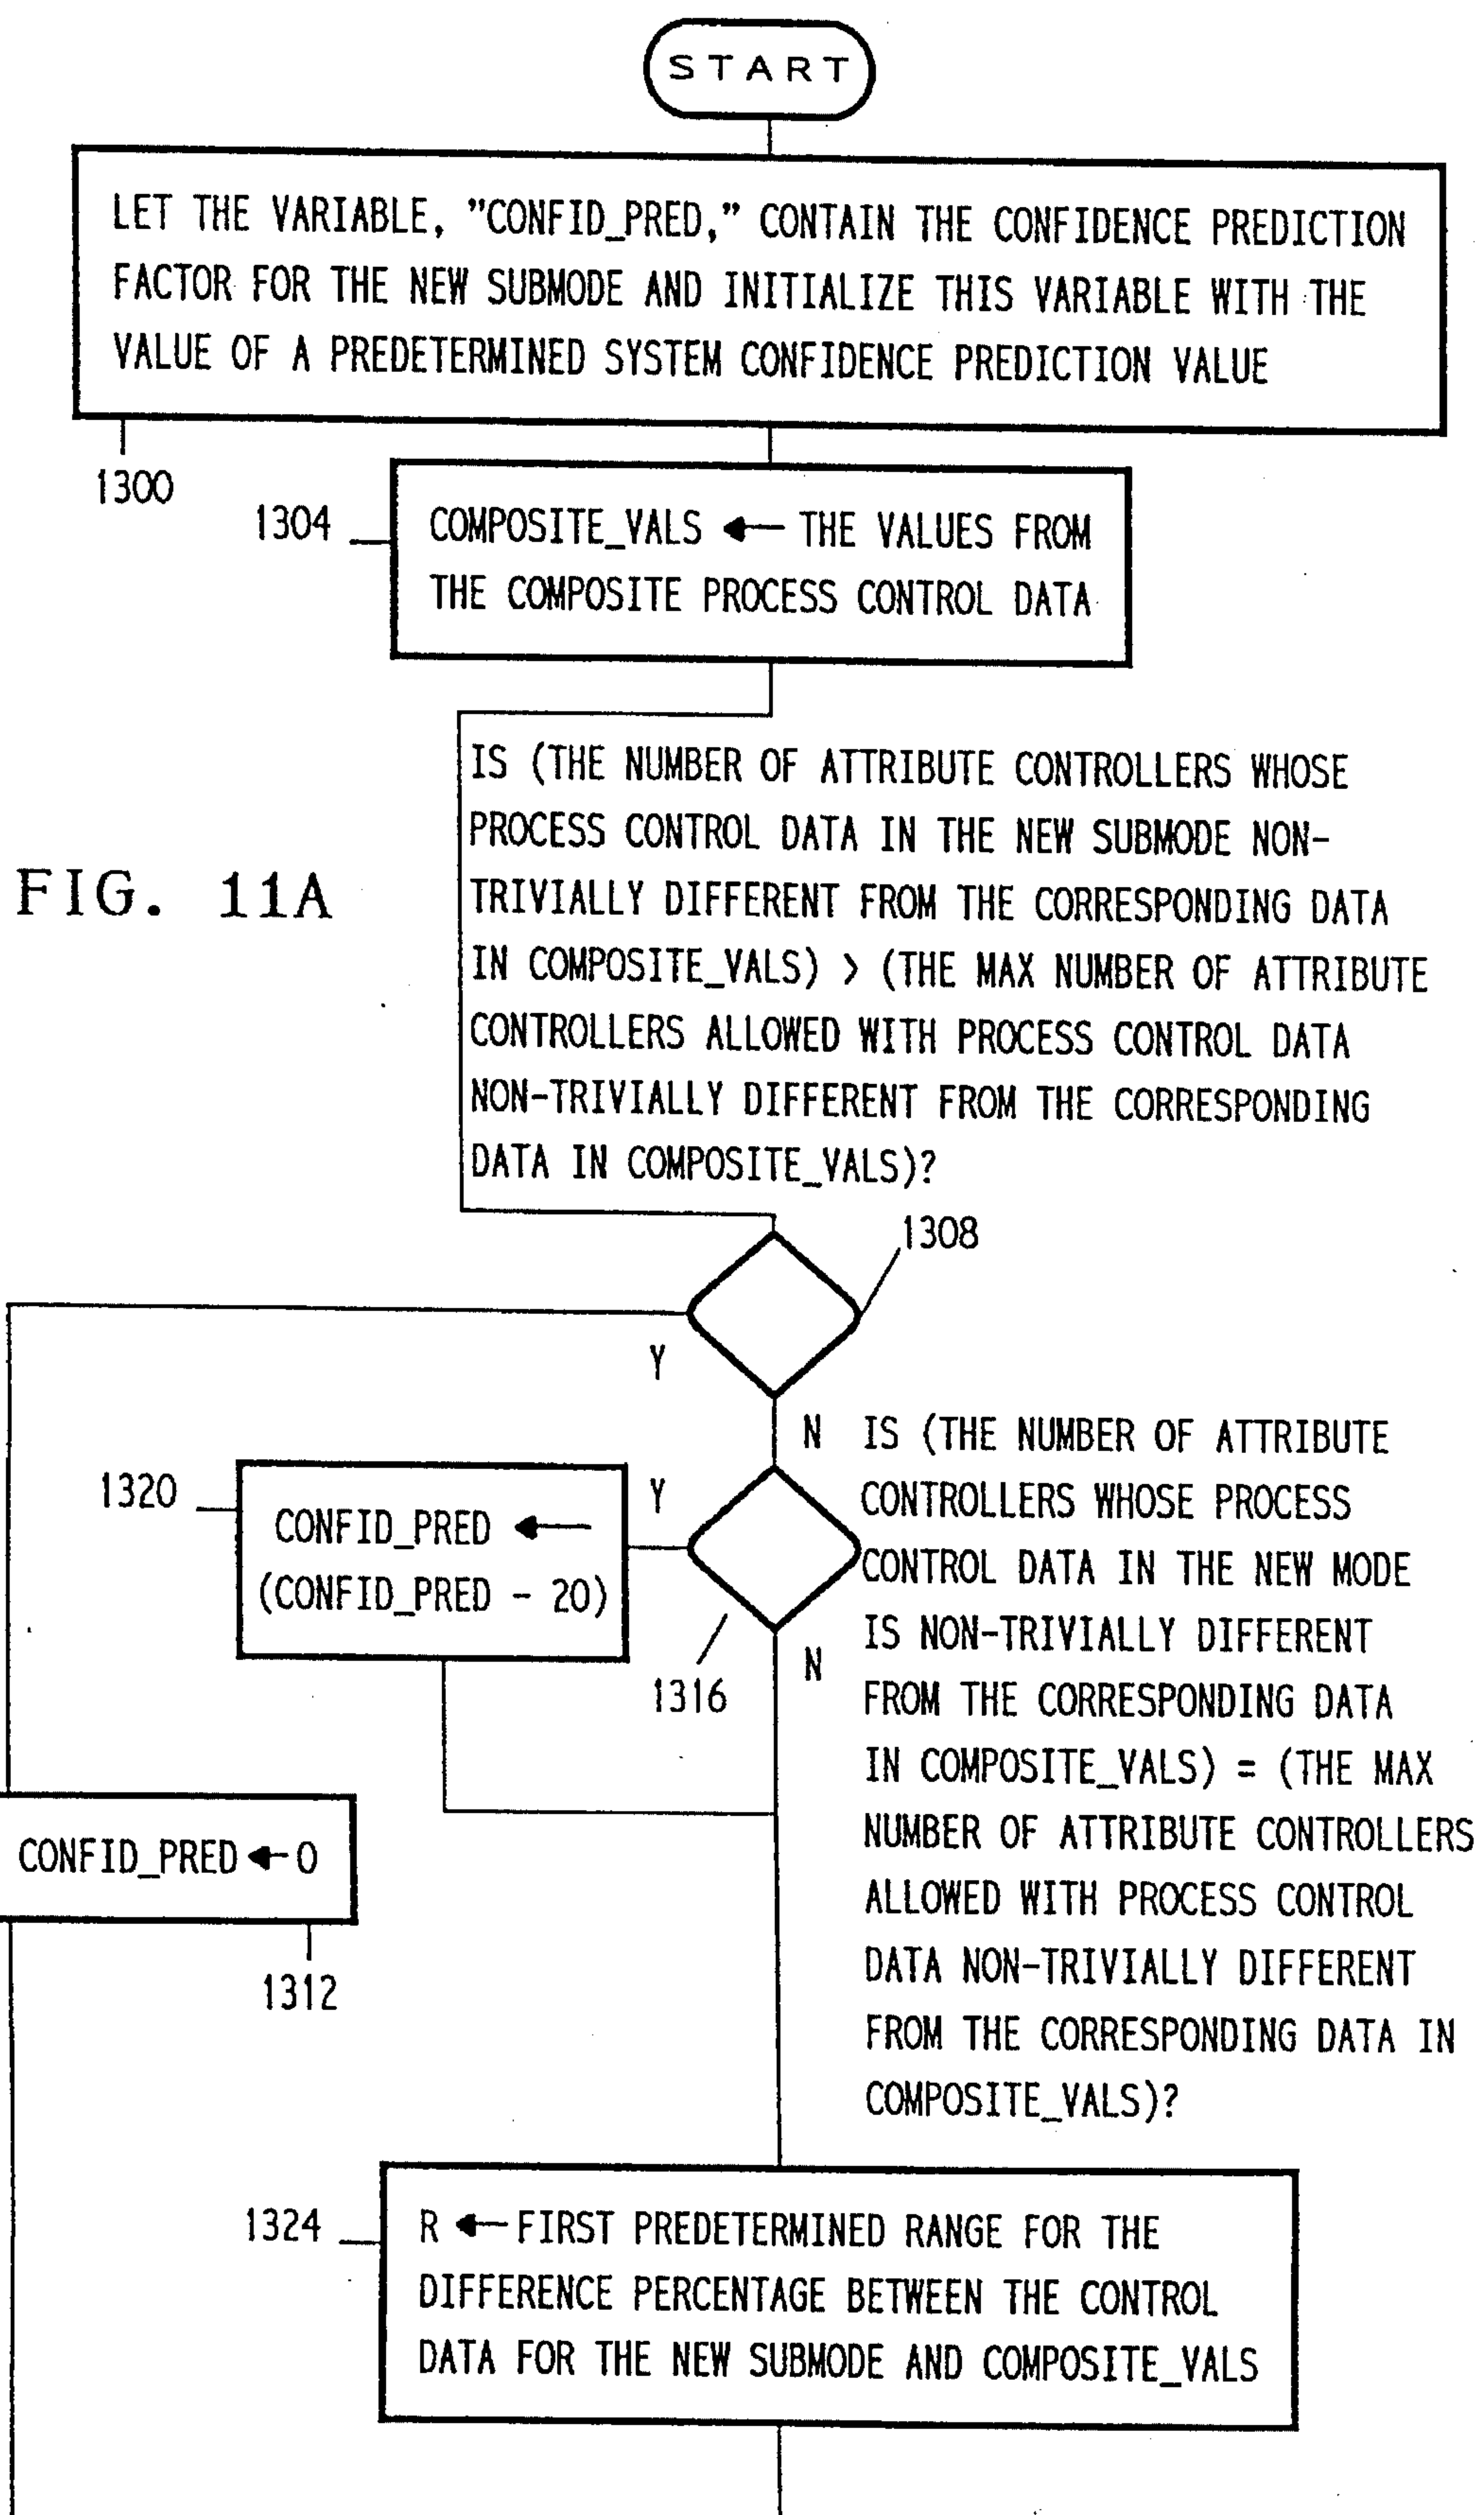 START
LET THE VARIABLE, "CONFID_PRED," CONTAIN THE CONFIDENCE PREDICTION
FACTOR FOR THE NEW SUBMODE AND INITIALIZE THIS VARIABLE WITH THE
VALUE OF A PREDETERMINED SYSTEM CONFIDENCE PREDICTION VALUE
1300
1304
COMPOSITE_VALS ← THE VALUES FROM
THE COMPOSITE PROCESS CONTROL DATA
IS (THE NUMBER OF ATTRIBUTE CONTROLLERS WHOSE
PROCESS CONTROL DATA IN THE NEW SUBMODE NON-
TRIVIALLY DIFFERENT FROM THE CORRESPONDING DATA
IN COMPOSITE_VALS) > (THE MAX NUMBER OF ATTRIBUTE
CONTROLLERS ALLOWED WITH PROCESS CONTROL DATA
NON-TRIVIALLY DIFFERENT FROM THE CORRESPONDING
DATA IN COMPOSITE_VALS)?
FIG. 11A
1308
Y
N
IS (THE NUMBER OF ATTRIBUTE
CONTROLLERS WHOSE PROCESS
CONTROL DATA IN THE NEW MODE
IS NON-TRIVIALLY DIFFERENT
FROM THE CORRESPONDING DATA
IN COMPOSITE_VALS) = (THE MAX
NUMBER OF ATTRIBUTE CONTROLLERS
ALLOWED WITH PROCESS CONTROL
DATA NON-TRIVIALLY DIFFERENT
FROM THE CORRESPONDING DATA IN
COMPOSITE_VALS)?
1320
Y
CONFID_PRED ←
(CONFID_PRED - 20)
1316
N
CONFID_PRED ← 0
1312
1324
R ← FIRST PREDETERMINED RANGE FOR THE
DIFFERENCE PERCENTAGE BETWEEN THE CONTROL
DATA FOR THE NEW SUBMODE AND COMPOSITE_VALS